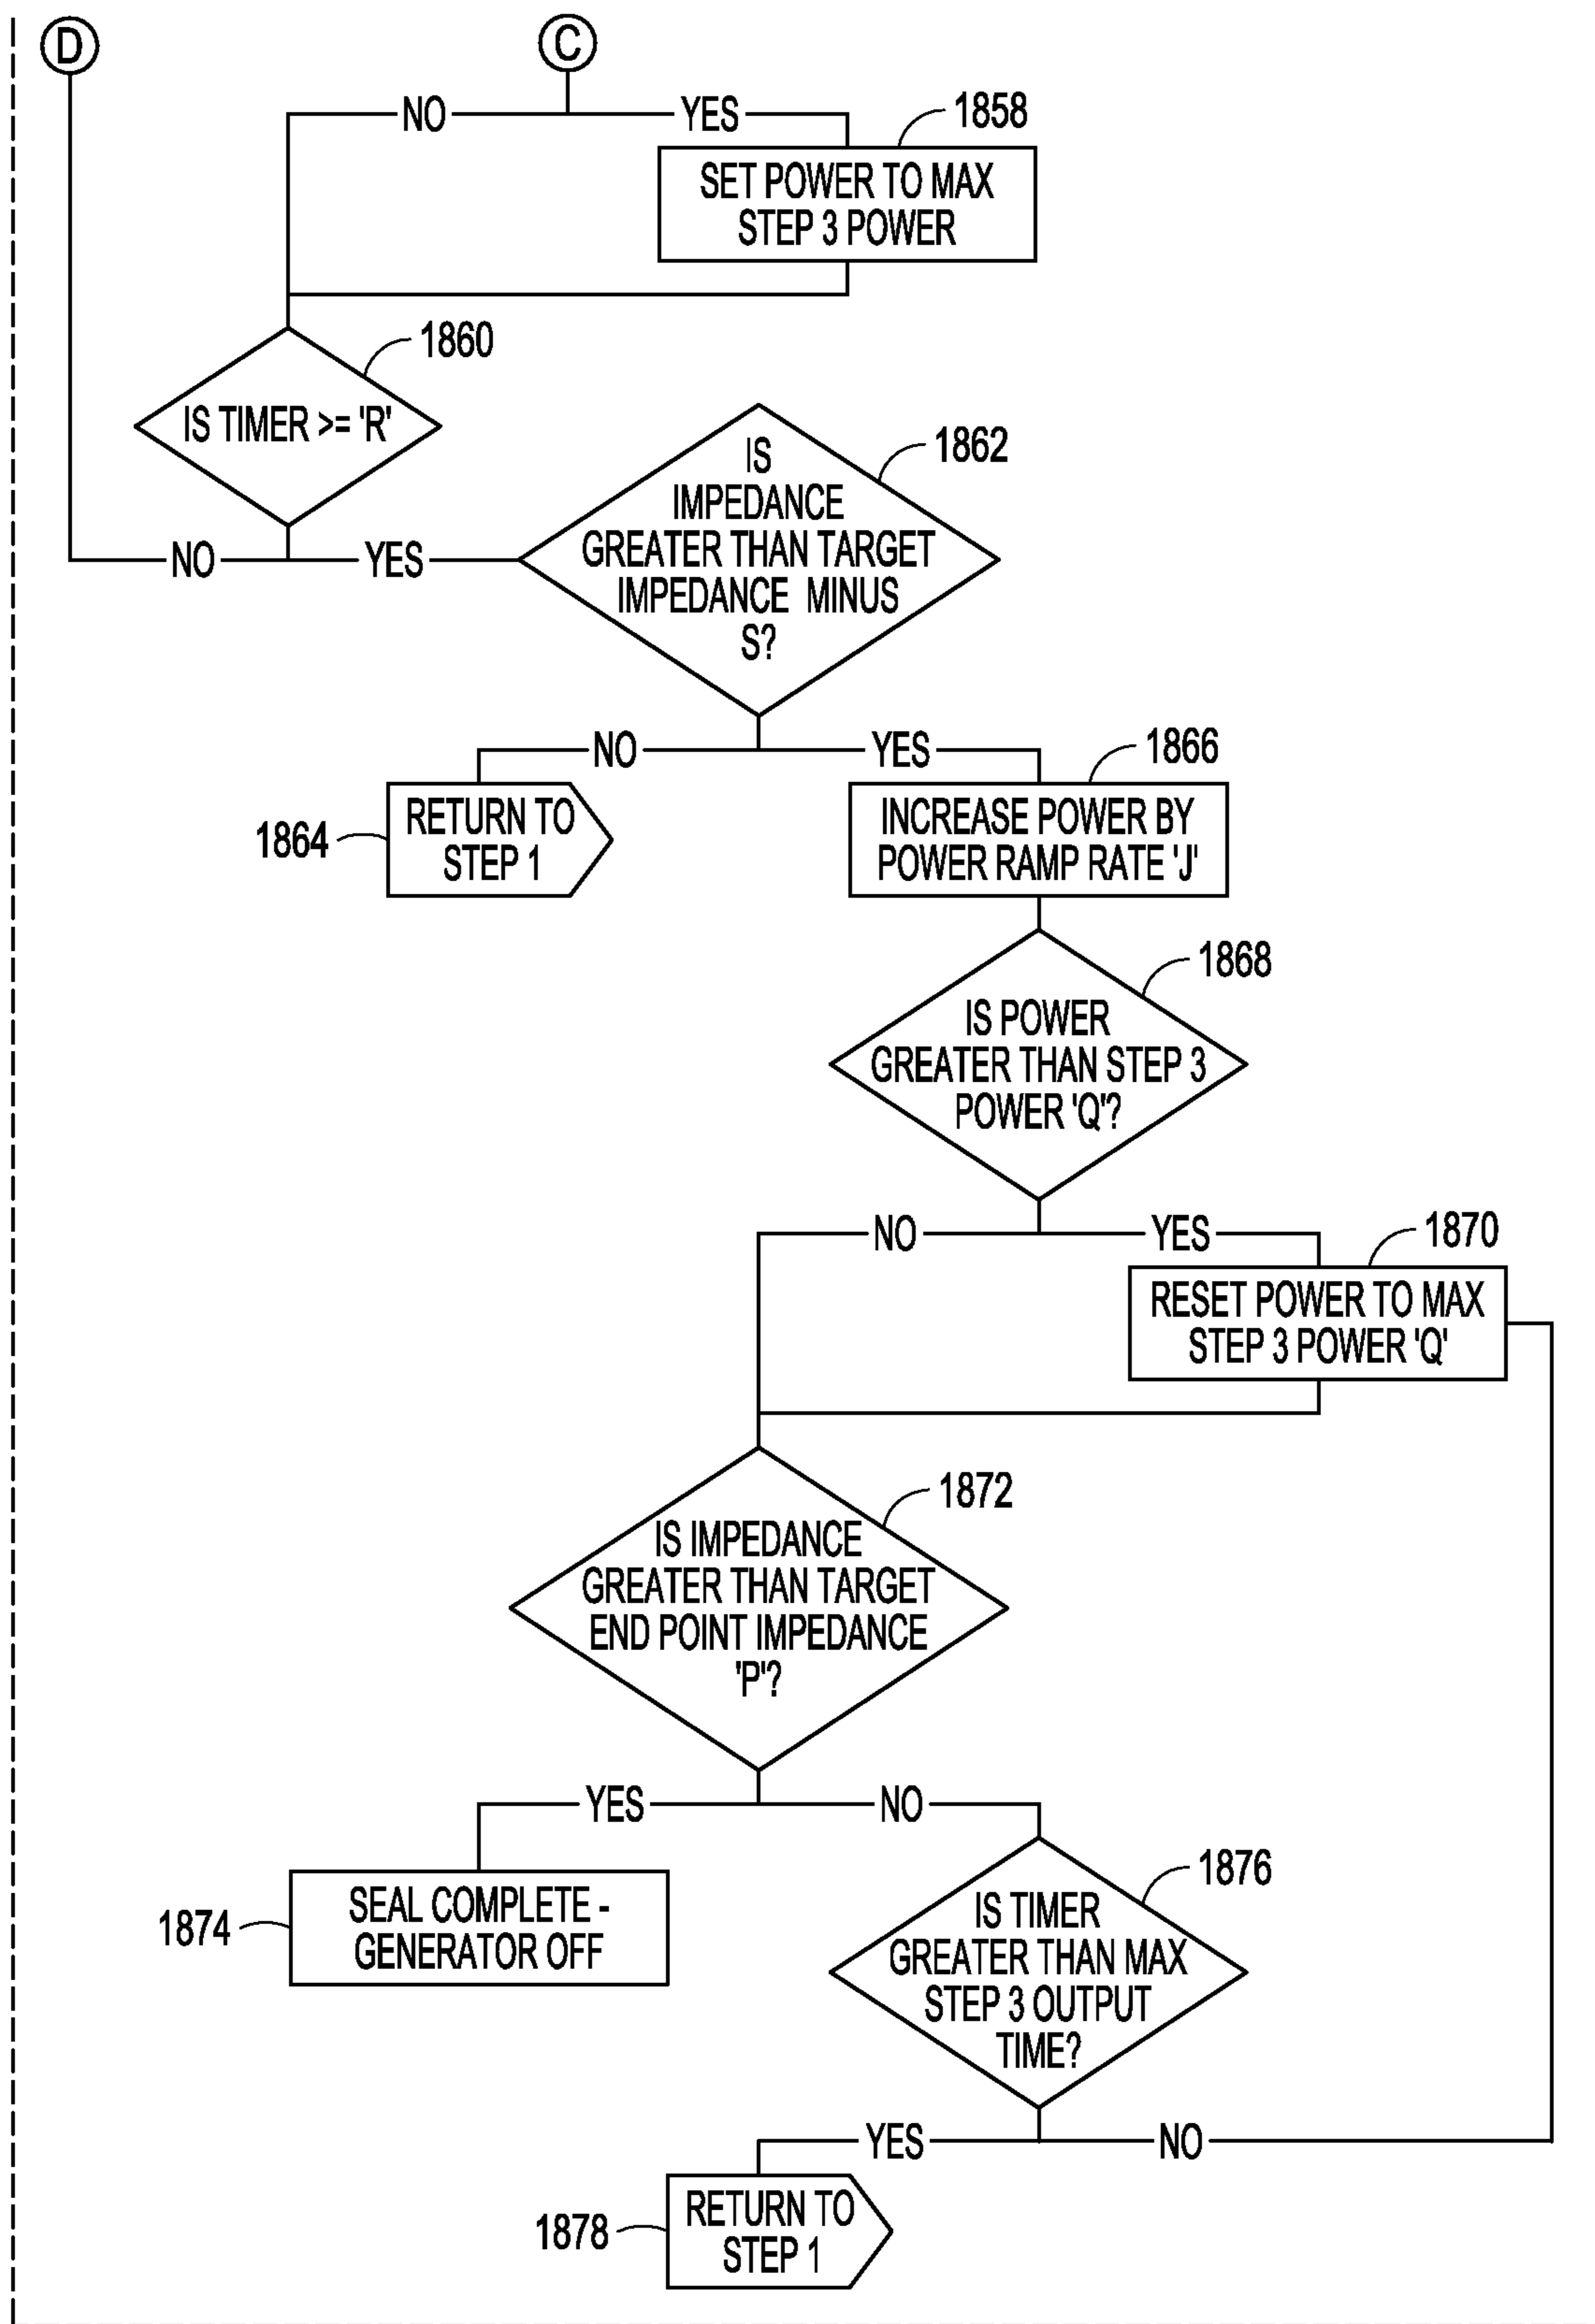 D
C
NO
YES
1858
SET POWER TO MAX
STEP 3 POWER
1860
IS TIMER >= 'R'
1862
IS
IMPEDANCE
GREATER THAN TARGET
IMPEDANCE MINUS
S?
NO
YES
NO
YES
1866
1864
RETURN TO
STEP 1
INCREASE POWER BY
POWER RAMP RATE 'J'
1868
IS POWER
GREATER THAN STEP 3
POWER 'Q'?
NO
YES
1870
RESET POWER TO MAX
STEP 3 POWER 'Q'
1872
IS IMPEDANCE
GREATER THAN TARGET
END POINT IMPEDANCE
'P'?
YES
NO
1874
SEAL COMPLETE -
GENERATOR OFF
1876
IS TIMER
GREATER THAN MAX
STEP 3 OUTPUT
TIME?
YES
NO
1878
RETURN TO
STEP 1